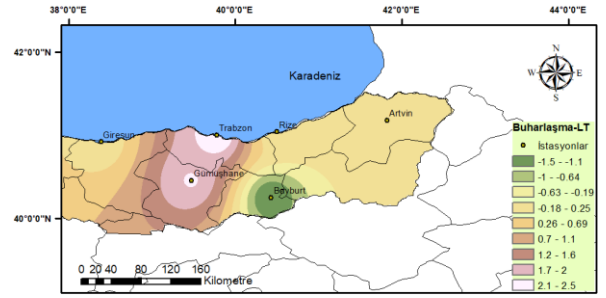 38°0'0"E
40°0'0"E
42°0'0"E
44°0'0"E
42°0'0"N
40°0'0"N
Karadeniz
N
W
E
S
Giresun
Trabzon
Rize
Artvin
Gümüşhane
Bayburt
Buharlaşma-LT
İstasyonlar
-1.5 - -1.1
-1 - -0.64
-0.63 - -0.19
-0.18 - 0.25
0.26 - 0.69
0.7 - 1.1
1.2 - 1.6
1.7 - 2
2.1 - 2.5
0 20 40 80 120 160
Kilometre